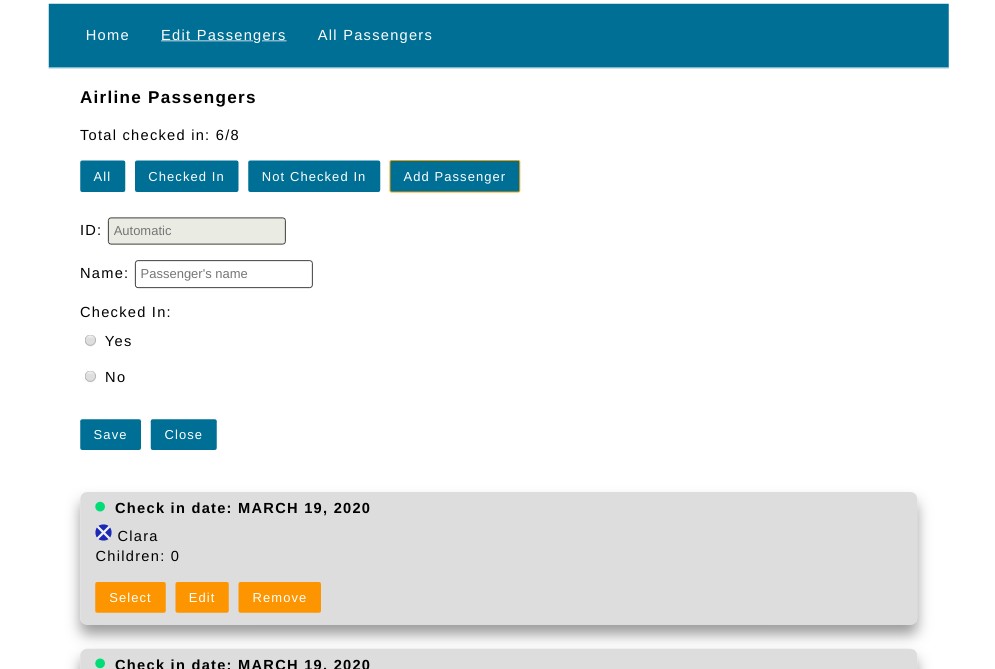 Home Edit Passengers All Passengers
Airline Passengers
Total checked in: 6/8
All Checked In Not Checked In Add Passenger
ID: Automatic
Name: Passenger's name
Checked In:
Yes
No
Save Close
Check in date: MARCH 19, 2020
Clara
Children: 0
Select Edit Remove
Check in date: MARCH 19, 2020